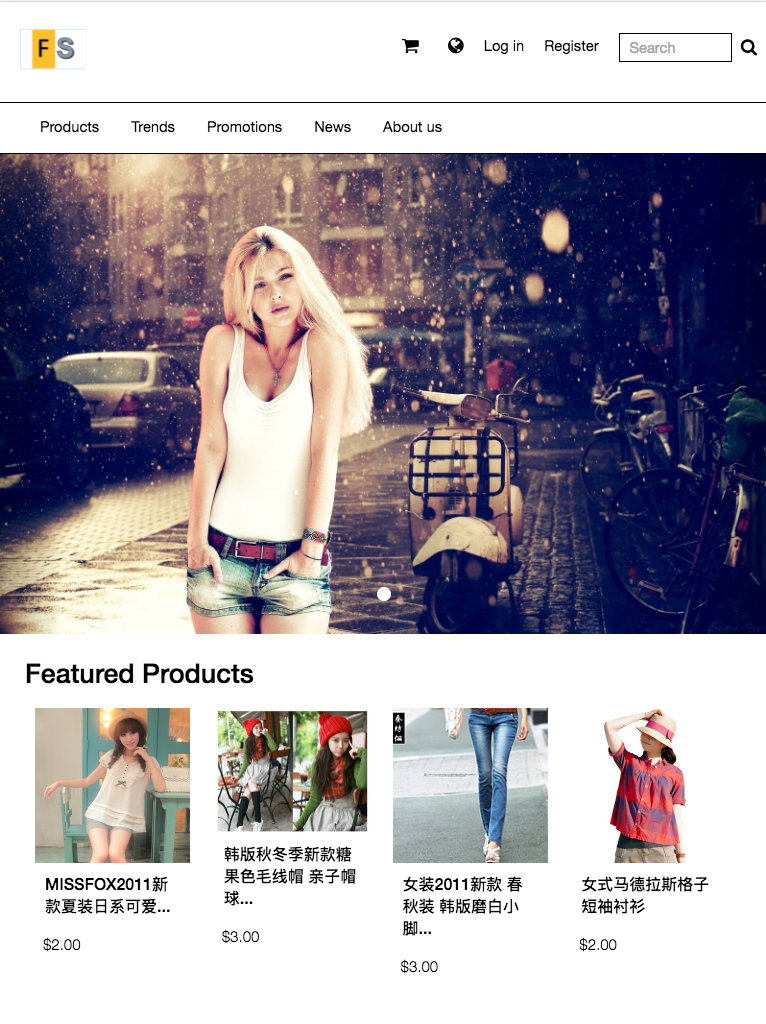 FS
Log in
Register
Search
Products
Trends
Promotions
News
About us
Featured Products
MISSFOX2011新
款夏装日系可爱...
$2.00
韩版秋冬季新款糖
果色毛线帽 亲子帽
球...
$3.00
女装2011新款 春
秋装 韩版磨白小
脚...
$3.00
女式马德拉斯格子
短袖衬衫
$2.00